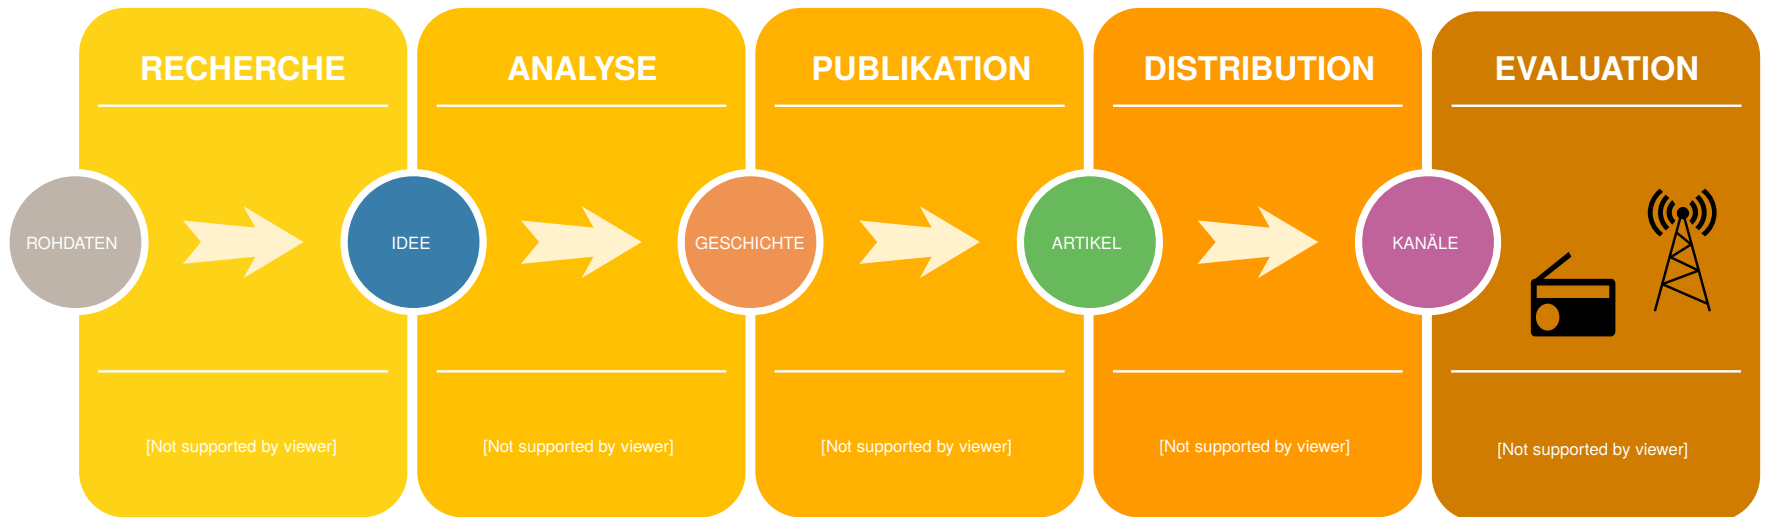 RECHERCHE
ANALYSE
PUBLIKATION
DISTRIBUTION
EVALUATION
ROHDATEN
IDEE
GESCHICHTE
ARTIKEL
KANÄLE
[Not supported by viewer]
[Not supported by viewer]
[Not supported by viewer]
[Not supported by viewer]
[Not supported by viewer]